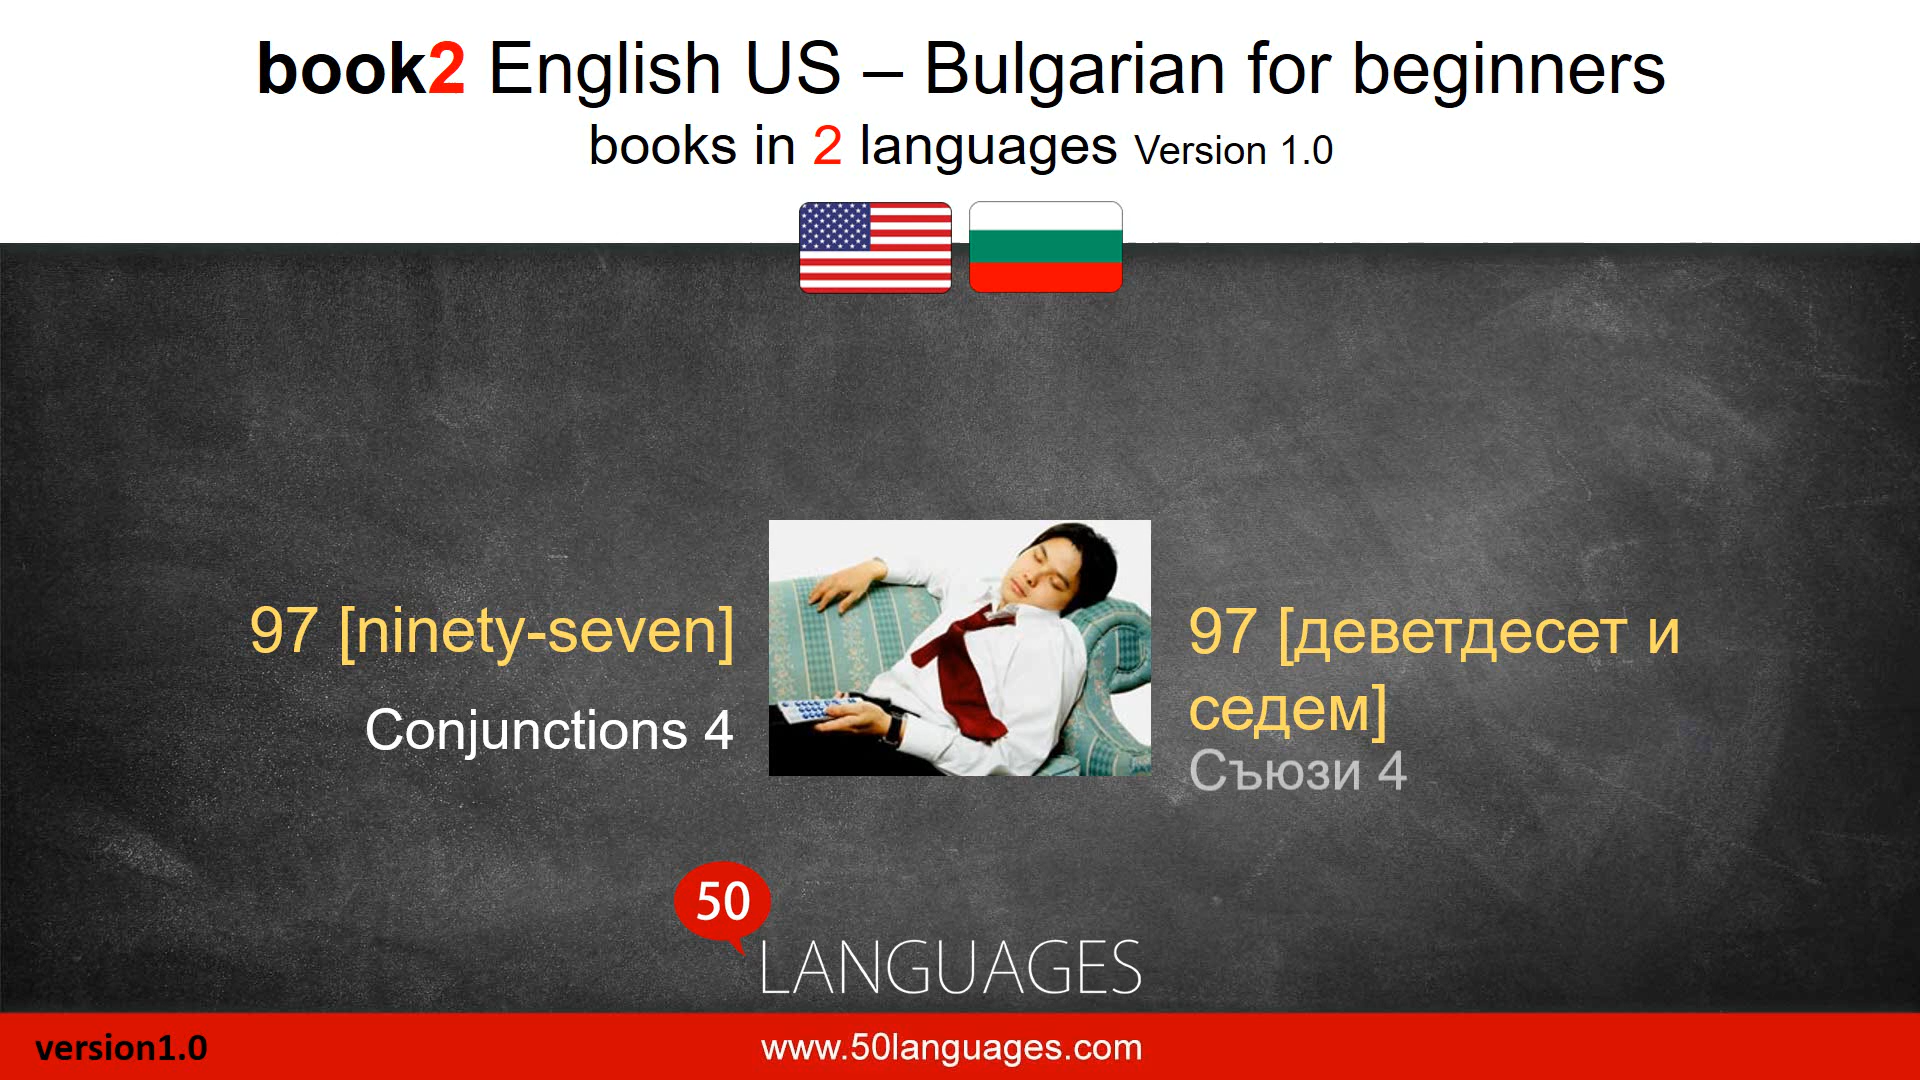 book2 English US – Bulgarian for beginners
books in 2 languages Version 1.0
97 [ninety-seven]
Conjunctions 4
97 [деветдесет и
седем]
Съюзи 4
50
LANGUAGES
version1.0
www.50languages.com